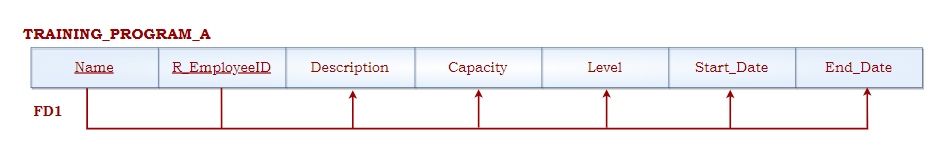 TRAINING_PROGRAM_A
Name R_EmployeeID Description Capacity Level Start_Date End_Date
FD1